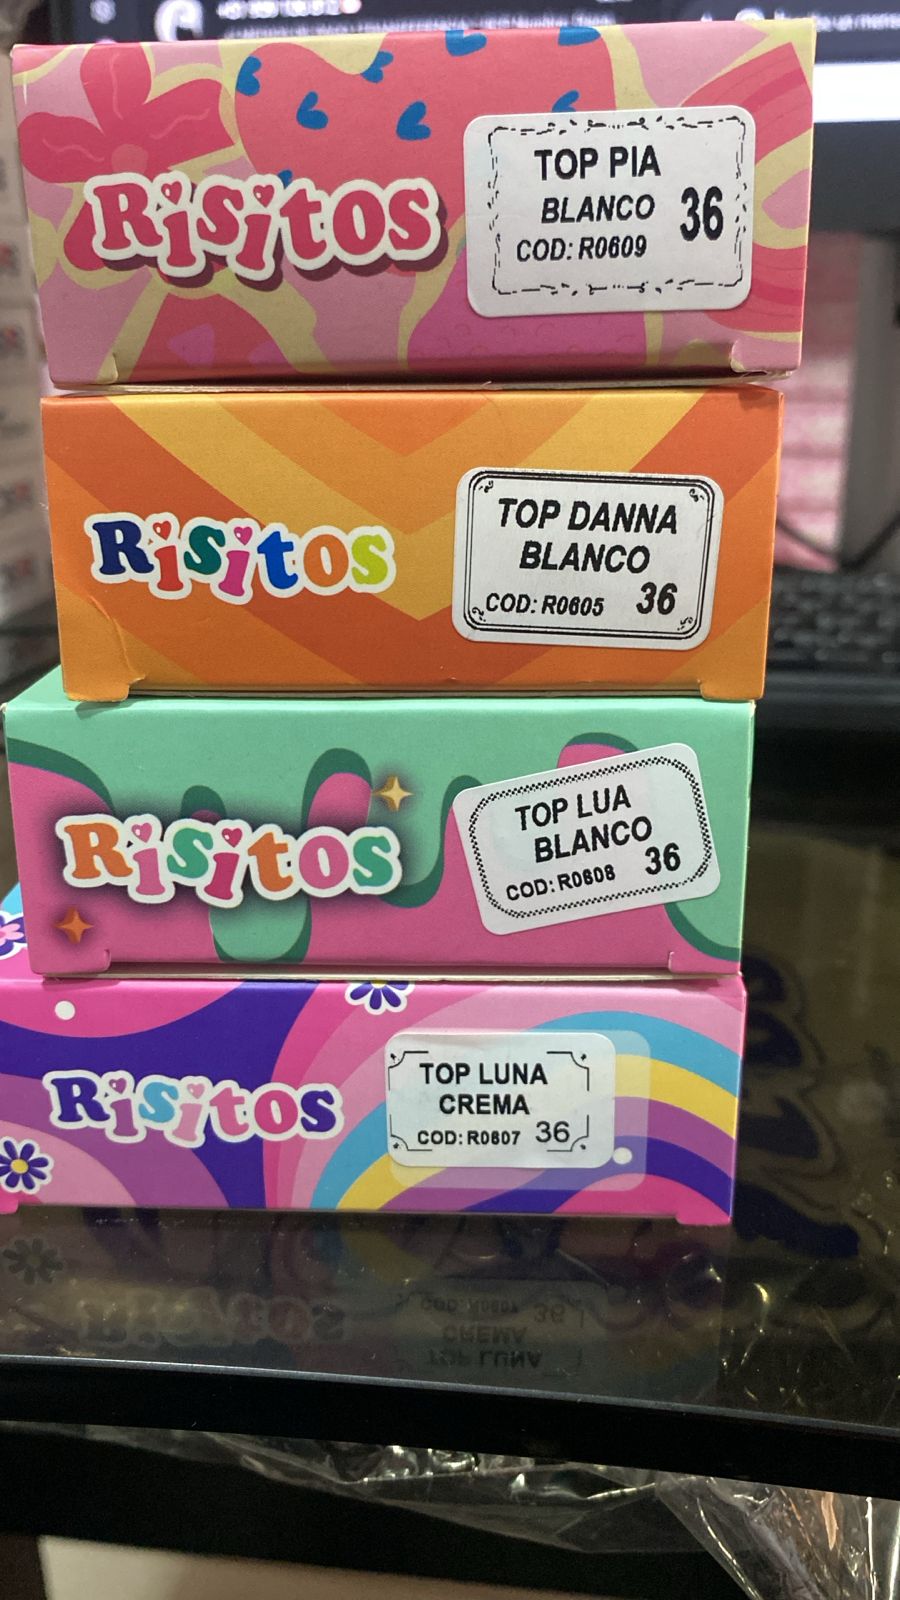 Risitos
TOP PIA
BLANCO 36
COD: R0609
Risitos
TOP DANNA
BLANCO
COD: R0605 36
Risitos
TOP LUA
BLANCO
COD: R0608 36
Risitos
TOP LUNA
CREMA
COD: R0607 36